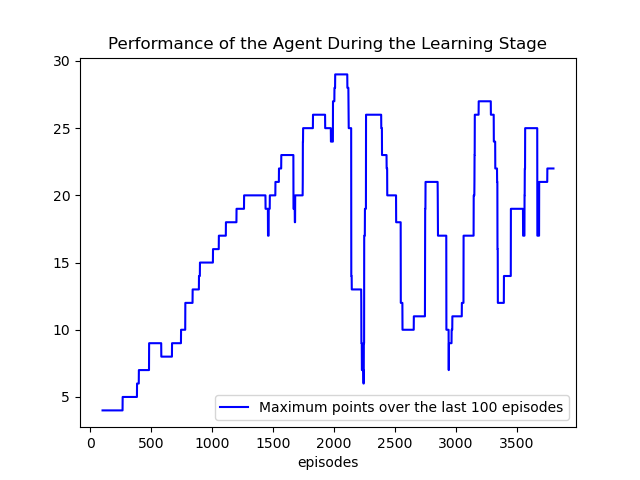 Performance of the Agent During the Learning Stage
30
25
20
15
10
5
Maximum points over the last 100 episodes
0 500 1000 1500 2000 2500 3000 3500
episodes